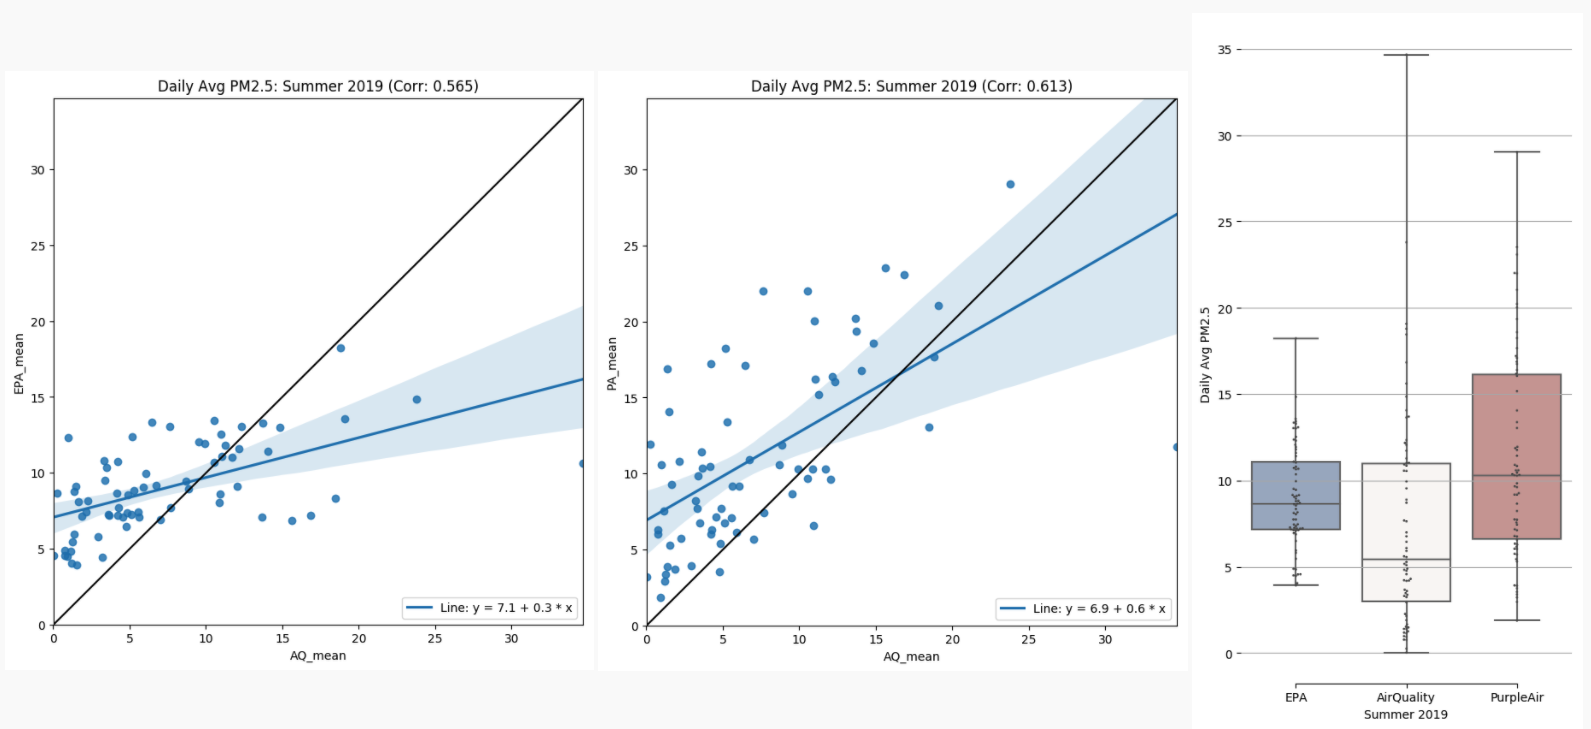 Daily Avg PM2.5: Summer 2019 (Corr: 0.565)
EPA_mean
30
25
20
15
10
5
0
0 5 10 15 20 25 30
AQ_mean
Line: y = 7.1 + 0.3 * x
Daily Avg PM2.5: Summer 2019 (Corr: 0.613)
PA_mean
30
25
20
15
10
5
0
0 5 10 15 20 25 30
AQ_mean
Line: y = 6.9 + 0.6 * x
Daily Avg PM2.5
35
30
25
20
15
10
5
0
EPA AirQuality PurpleAir
Summer 2019